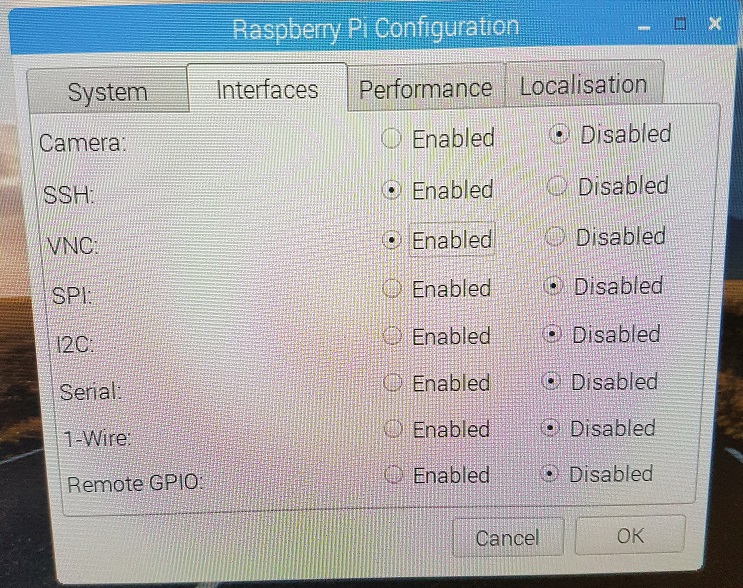 Raspberry Pi Configuration
System Interfaces Performance Localisation
Camera: Enabled Disabled
SSH: Enabled Disabled
VNC: Enabled Disabled
SPI: Enabled Disabled
I2C: Enabled Disabled
Serial: Enabled Disabled
1-Wire: Enabled Disabled
Remote GPIO: Enabled Disabled
Cancel OK